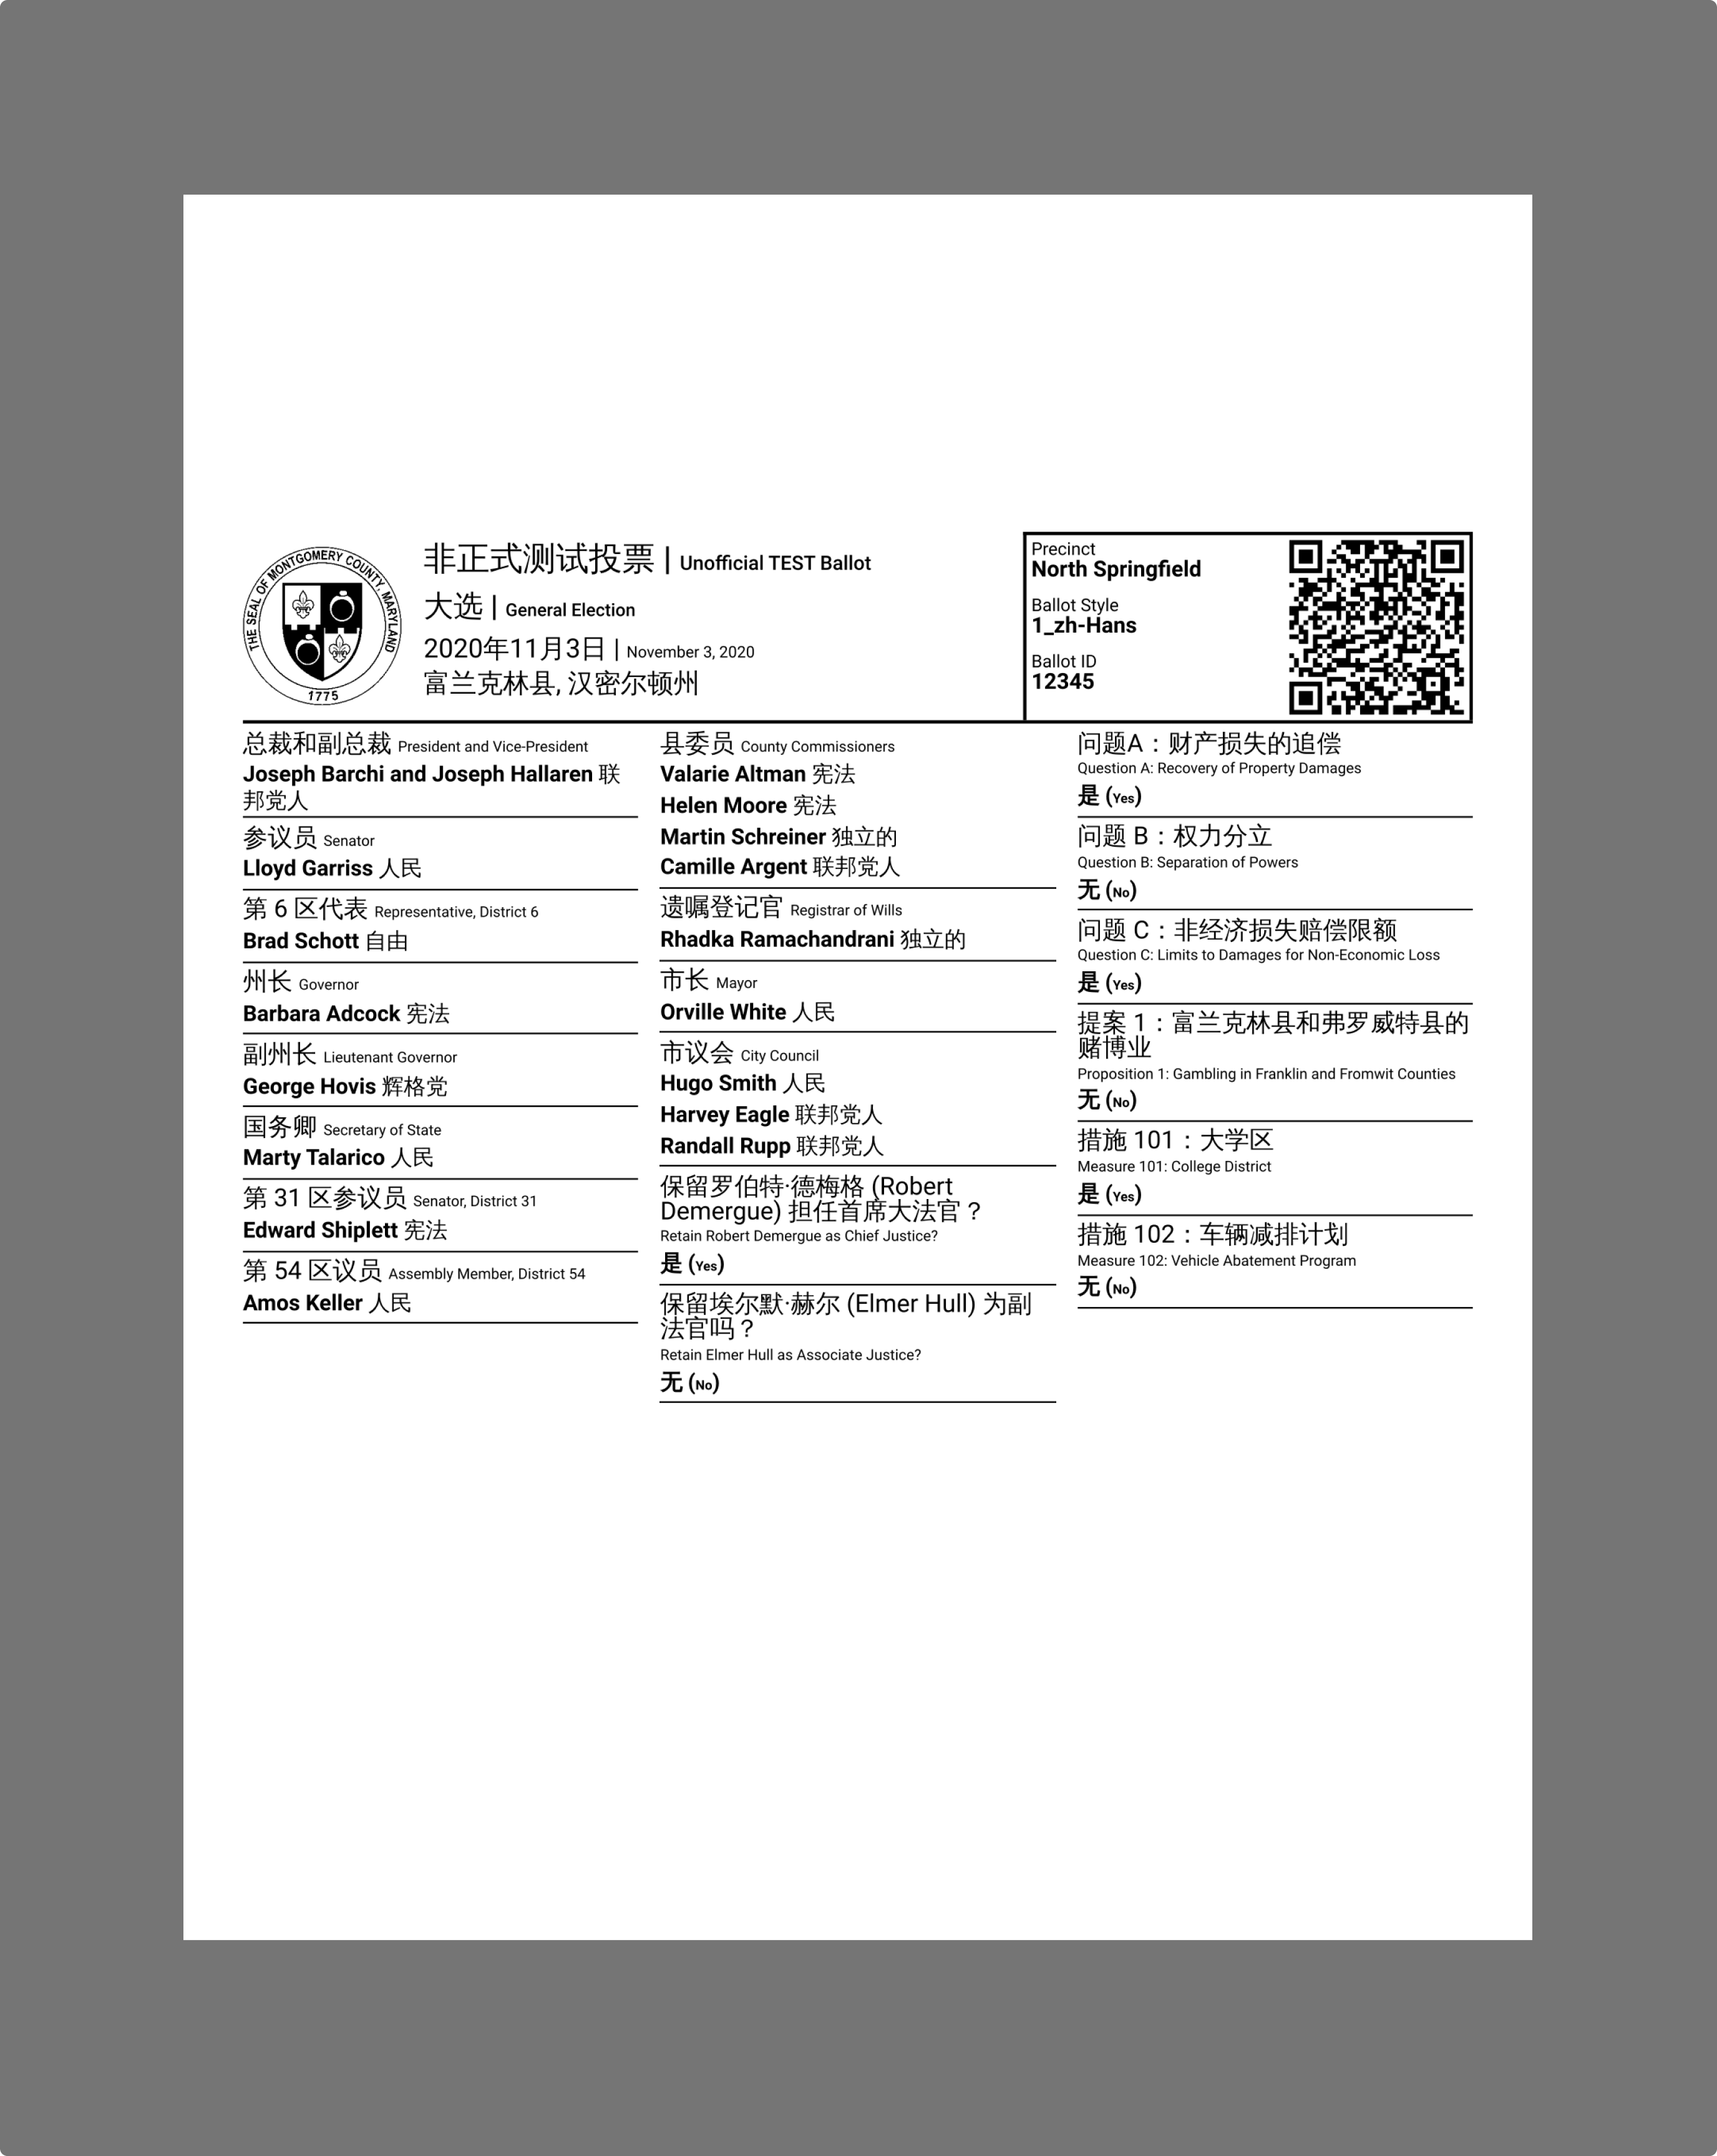 THE SEAL OF MONTGOMERY COUNTY, MARYLAND
1775
非正式测试投票 | Unofficial TEST Ballot
大选 | General Election
2020年11月3日 | November 3, 2020
富兰克林县, 汉密尔顿州
Precinct
North Springfield
Ballot Style
1_zh-Hans
Ballot ID
12345
总裁和副总裁 President and Vice-President
Joseph Barchi and Joseph Hallaren 联
邦党人
参议员 Senator
Lloyd Garriss 人民
第 6 区代表 Representative, District 6
Brad Schott 自由
州长 Governor
Barbara Adcock 宪法
副州长 Lieutenant Governor
George Hovis 辉格党
国务卿 Secretary of State
Marty Talarico 人民
第 31 区参议员 Senator, District 31
Edward Shiplett 宪法
第 54 区议员 Assembly Member, District 54
Amos Keller 人民
县委员 County Commissioners
Valarie Altman 宪法
Helen Moore 宪法
Martin Schreiner 独立的
Camille Argent 联邦党人
遗嘱登记官 Registrar of Wills
Rhadka Ramachandrani 独立的
市长 Mayor
Orville White 人民
市议会 City Council
Hugo Smith 人民
Harvey Eagle 联邦党人
Randall Rupp 联邦党人
保留罗伯特·德梅格 (Robert
Demergue) 担任首席大法官？
Retain Robert Demergue as Chief Justice?
是 (Yes)
保留埃尔默·赫尔 (Elmer Hull) 为副
法官吗？
Retain Elmer Hull as Associate Justice?
无 (No)
问题A：财产损失的追偿
Question A: Recovery of Property Damages
是 (Yes)
问题 B：权力分立
Question B: Separation of Powers
无 (No)
问题 C：非经济损失赔偿限额
Question C: Limits to Damages for Non-Economic Loss
是 (Yes)
提案 1：富兰克林县和弗罗威特县的
赌博业
Proposition 1: Gambling in Franklin and Fromwit Counties
无 (No)
措施 101：大学区
Measure 101: College District
是 (Yes)
措施 102：车辆减排计划
Measure 102: Vehicle Abatement Program
无 (No)